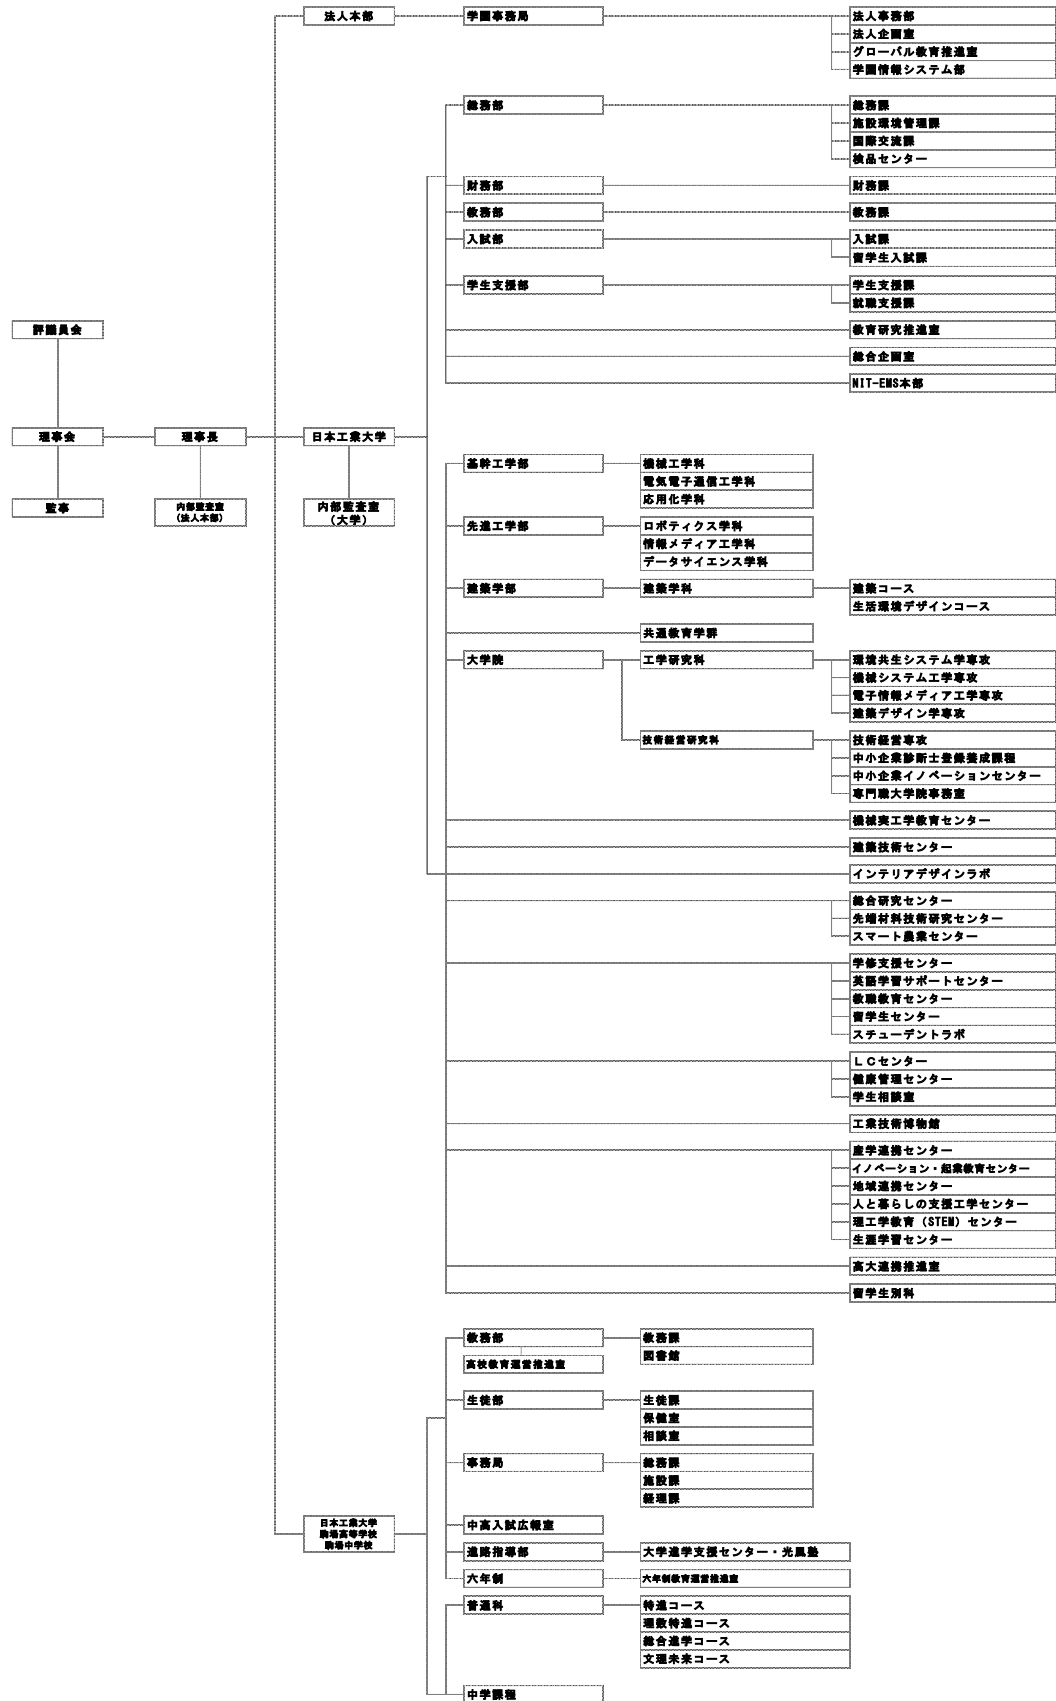 法人本部
学園事務局
法人事務部
法人企画室
グローバル教育推進室
学園情報システム部
総務部
総務課
施設環境管理課
国際交流課
検品センター
財務部
財務課
教務部
教務課
入試部
入試課
留学生入試課
学生支援部
学生支援課
就職支援課
評議員会
教育研究推進室
総合企画室
NIT-EMS本部
理事会
理事長
日本工業大学
監事
内部監査室
(法人本部)
内部監査室
(大学)
基幹工学部
機械工学科
電気電子通信工学科
応用化学科
先進工学部
ロボティクス学科
情報メディア工学科
データサイエンス学科
建築学部
建築学科
建築コース
生活環境デザインコース
共通教育学群
大学院
工学研究科
環境共生システム学専攻
機械システム工学専攻
電子情報メディア工学専攻
建築デザイン学専攻
技術経営研究科
技術経営専攻
中小企業診断士登録養成課程
中小企業イノベーションセンター
専門職大学院事務室
機械実工学教育センター
建築技術センター
インテリアデザインラボ
総合研究センター
先端材料技術研究センター
スマート農業センター
学修支援センター
英語学習サポートセンター
教職教育センター
留学生センター
スチューデントラボ
ＬＣセンター
健康管理センター
学生相談室
工業技術博物館
産学連携センター
イノベーション・起業教育センター
地域連携センター
人と暮らしの支援工学センター
理工学教育（STEM）センター
生涯学習センター
高大連携推進室
留学生別科
教務部
教務課
図書館
高校教育運営推進室
生徒部
生徒課
保健室
相談室
事務局
総務課
施設課
経理課
日本工業大学
駒場高等学校
駒場中学校
中高入試広報室
進路指導部
大学進学支援センター・光風塾
六年制
六年制教育運営推進室
普通科
特進コース
理数特進コース
総合進学コース
文理未来コース
中学課程